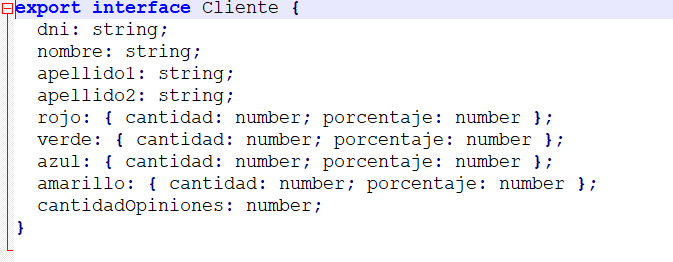 export interface Cliente {
dni: string;
nombre: string;
apellido1: string;
apellido2: string;
rojo: { cantidad: number; porcentaje: number };
verde: { cantidad: number; porcentaje: number };
azul: { cantidad: number; porcentaje: number };
amarillo: { cantidad: number; porcentaje: number };
cantidadOpiniones: number;
}